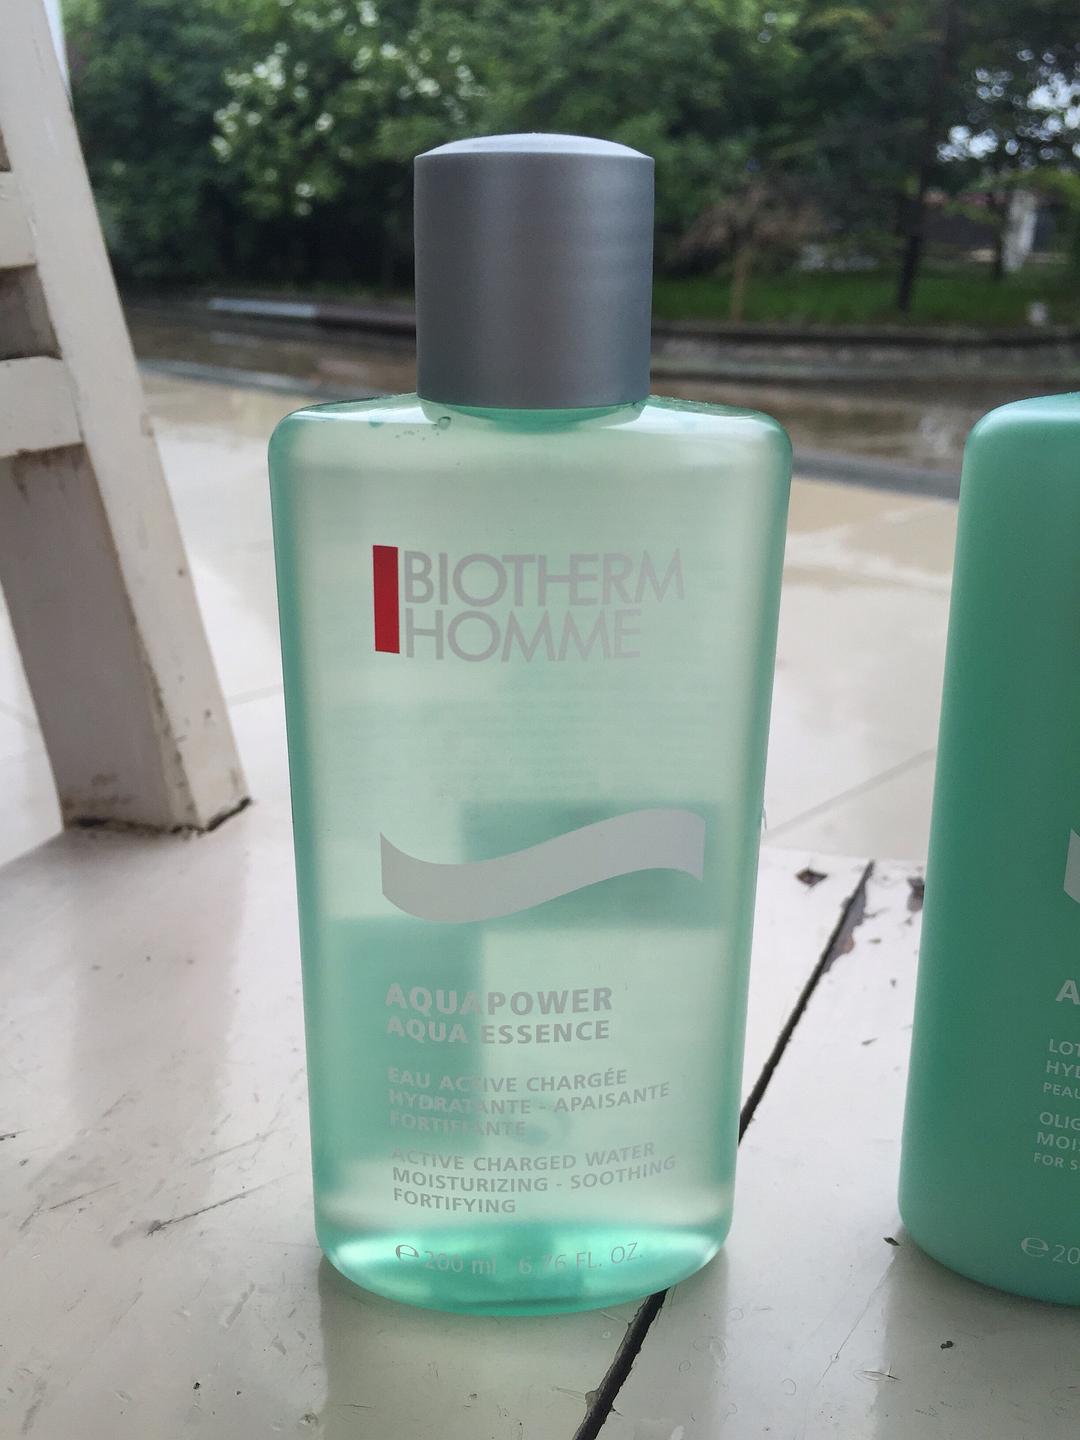 BIOTHERM
HOMME
AQUAPOWER
AQUA ESSENCE
EAU ACTIVE CHARGÉE
HYDRATANTE - APAISANTE
FORTIFIANTE
ACTIVE CHARGED WATER
MOISTURIZING - SOOTHING
FORTIFYING
℮ 200 ml 6.76 FL. OZ.
FOR